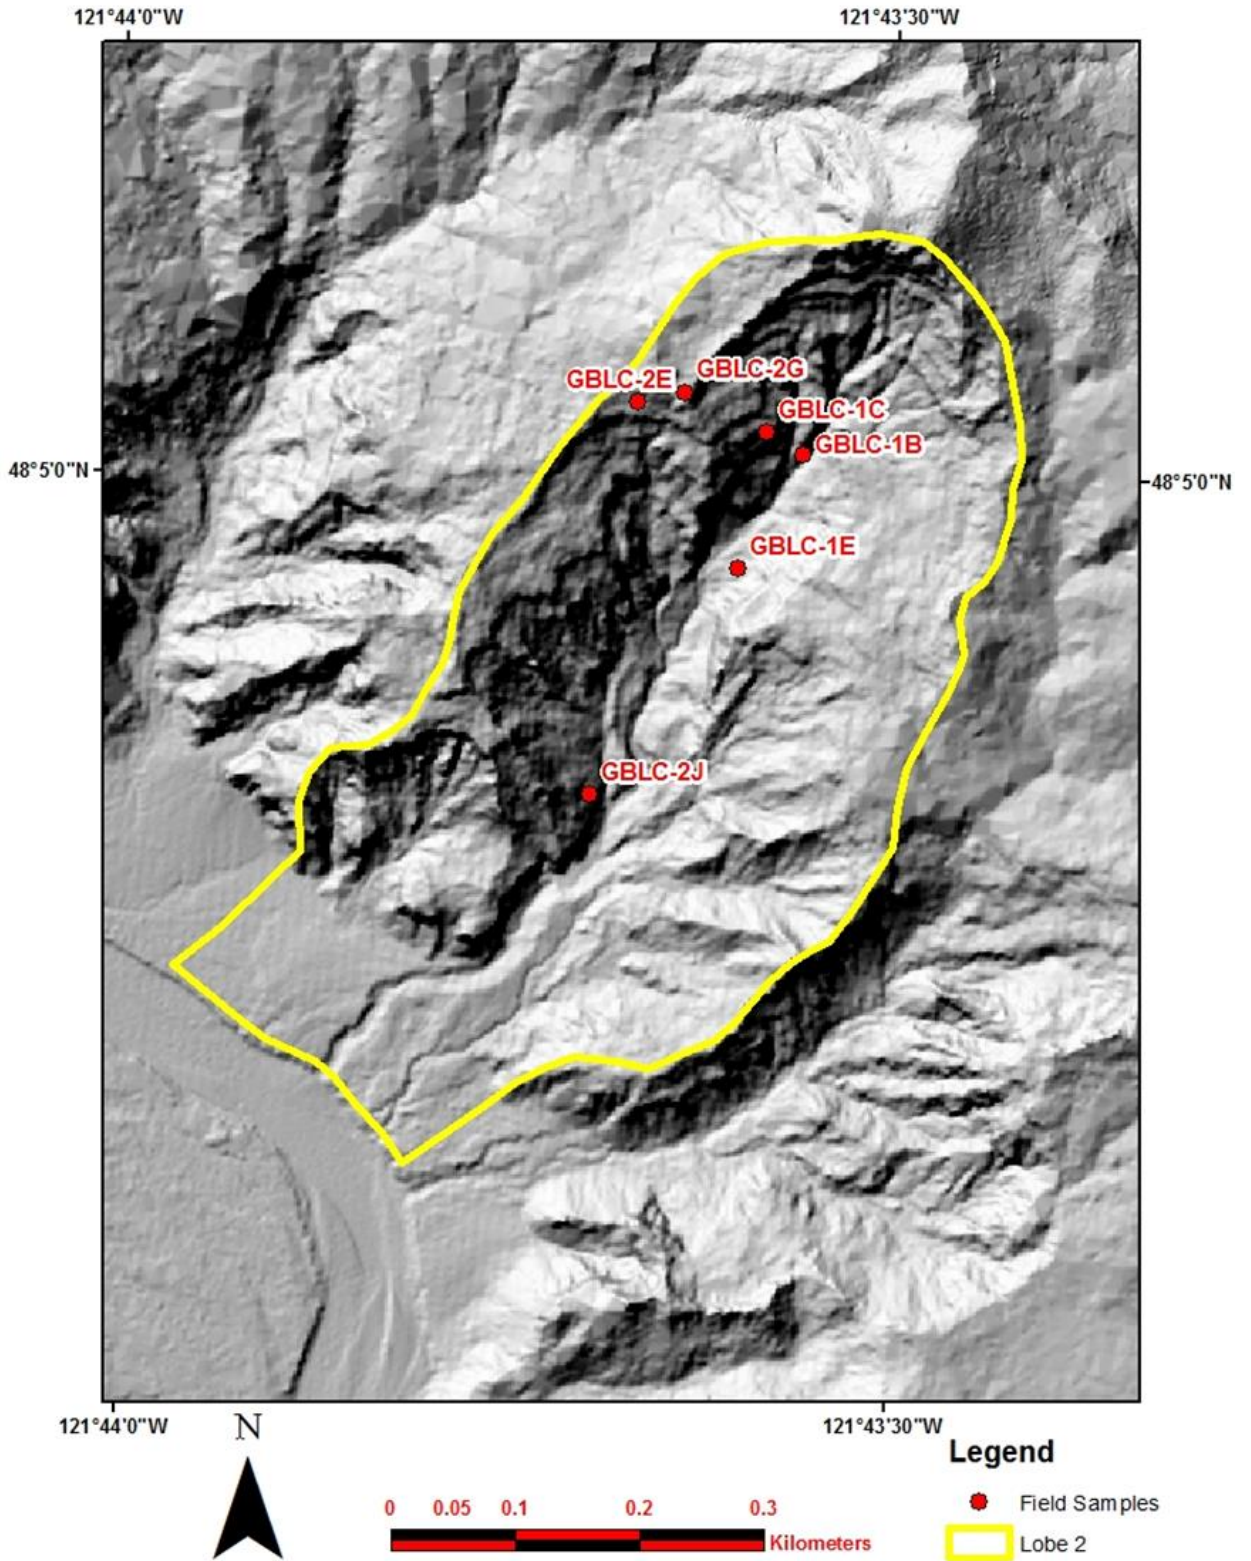 121°44'0"W 121°43'30"W
GBLC-2E GBLC-2G
GBLC-1C
GBLC-1B
48°5'0"N 48°5'0"N
GBLC-1E
GBLC-2J
121°44'0"W 121°43'30"W
N
Legend
0 0.05 0.1 0.2 0.3
Field Samples
Kilometers
Lobe 2